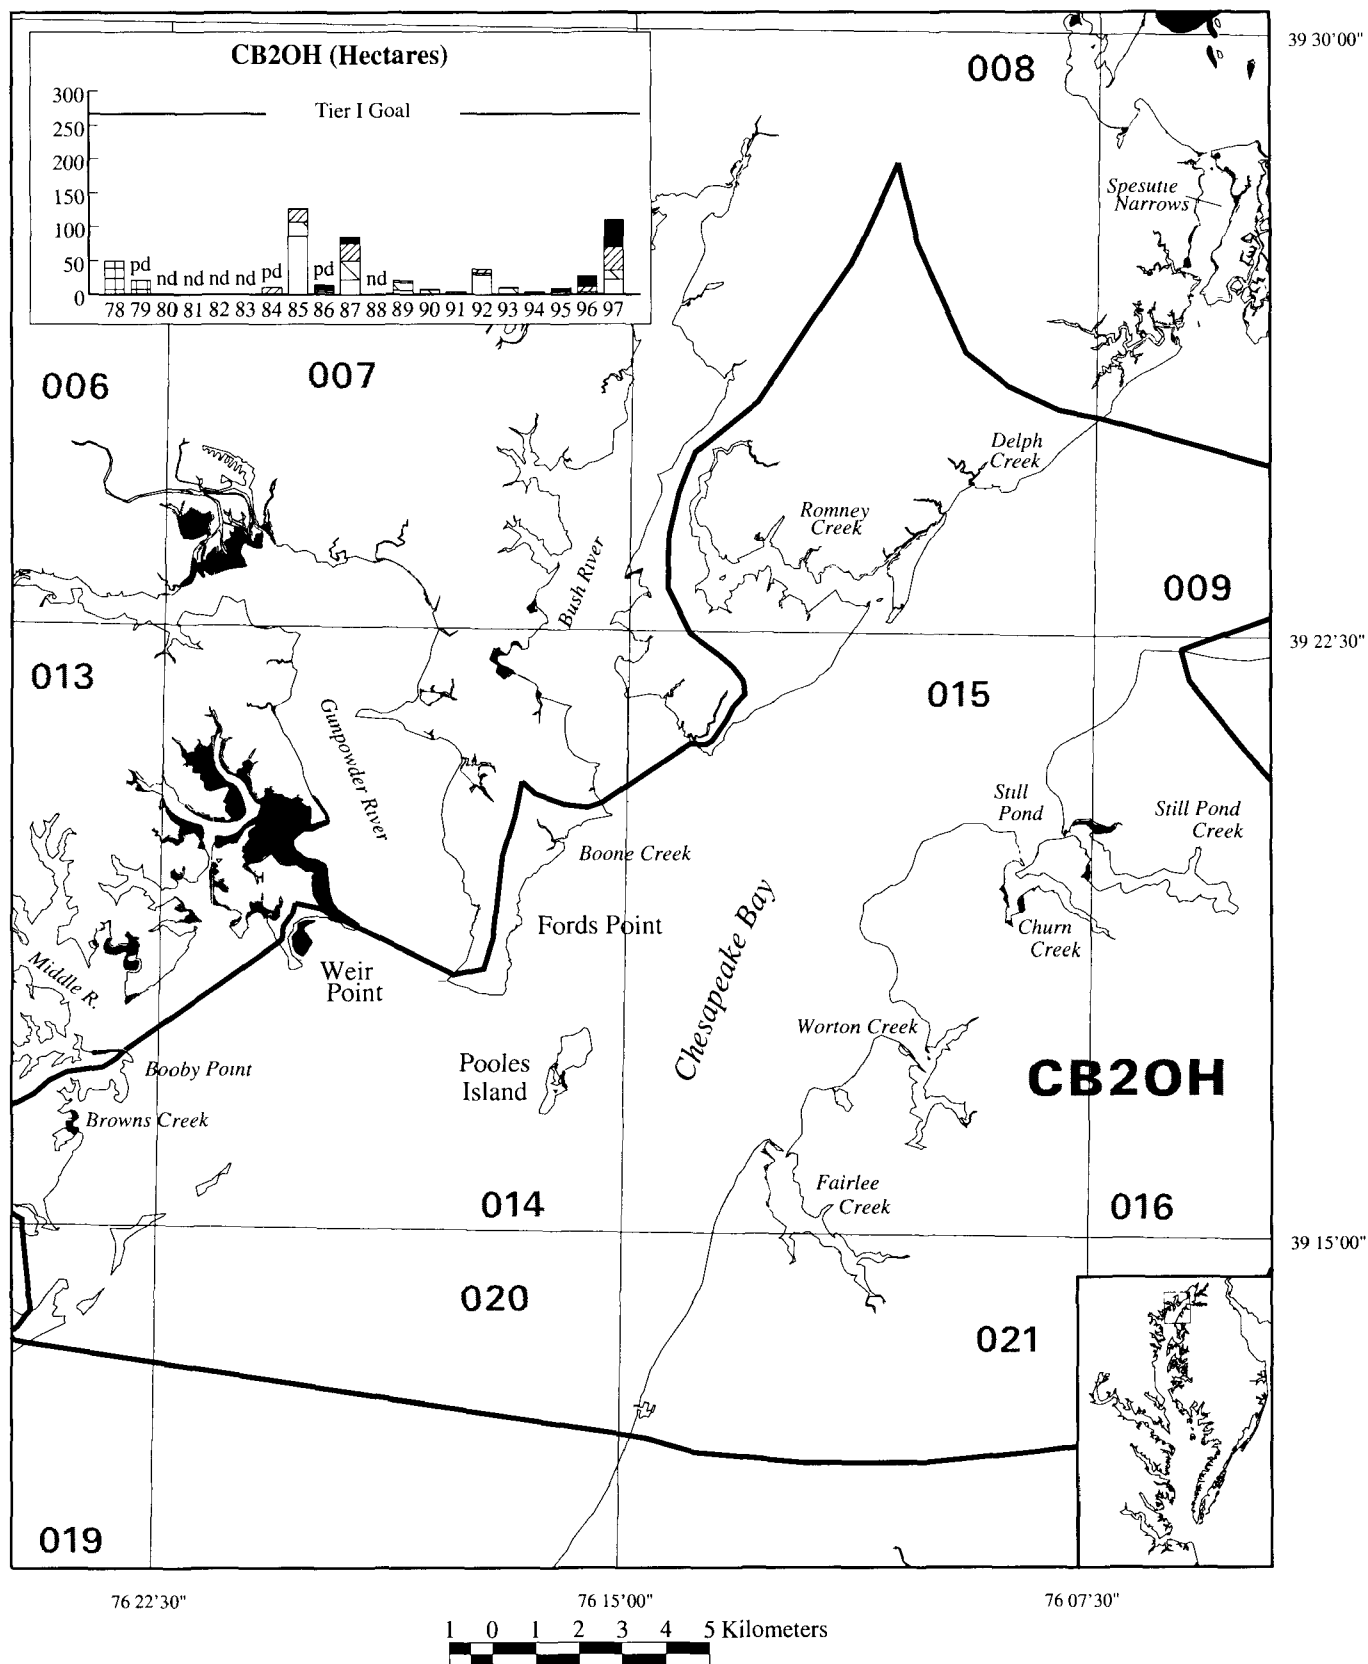 CB2OH (Hectares)
Tier I Goal
300
250
200
150
100
50
0
pd
nd nd nd nd pd
pd
nd
78 79 80 81 82 83 84 85 86 87 88 89 90 91 92 93 94 95 96 97
008
39 30'00"
Spesutie
Narrows
006
007
Delph
Creek
Romney
Creek
Bush River
009
39 22'30"
013
015
Gunpowder River
Still
Pond
Still Pond
Creek
Boone Creek
Chesapeake Bay
Fords Point
Churn
Creek
Middle R.
Weir
Point
Worton Creek
Booby Point
Pooles
Island
CB2OH
Browns Creek
014
Fairlee
Creek
016
39 15'00"
020
021
019
76 22'30"
76 15'00"
76 07'30"
1 0 1 2 3 4 5 Kilometers